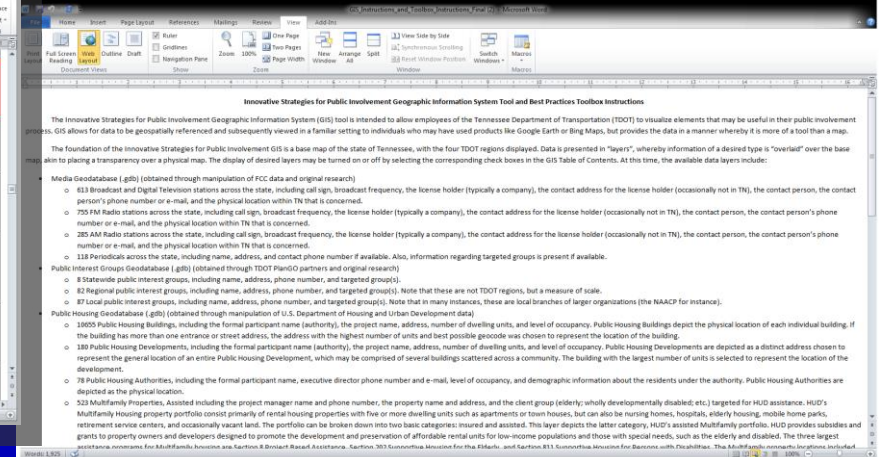 GIS_Instructions_and_Toolbox_Instructions_Final (2) - Microsoft Word
File Home Insert Page Layout References Mailings Review View Add-Ins
Print Layout Full Screen Reading Web Layout Outline Draft
Ruler
Gridlines
Navigation Pane
Zoom 100% One Page
Two Pages
Page Width
New Window Arrange All Split
View Side by Side
Synchronous Scrolling
Reset Window Position
Switch Windows Macros
Document Views Show Zoom Window Macros
Innovative Strategies for Public Involvement Geographic Information System Tool and Best Practices Toolbox Instructions
The Innovative Strategies for Public Involvement Geographic Information System (GIS) tool is intended to allow employees of the Tennessee Department of Transportation (TDOT) to visualize elements that may be useful in their public involvement
process. GIS allows for data to be geospatially referenced and subsequently viewed in a familiar setting to individuals who may have used products like Google Earth or Bing Maps, but provides the data in a manner whereby it is more of a tool than a map.
The foundation of the Innovative Strategies for Public Involvement GIS is a base map of the state of Tennessee, with the four TDOT regions displayed. Data is presented in "layers", whereby information of a desired type is "overlaid" over the base
map, akin to placing a transparency over a physical map. The display of desired layers may be turned on or off by selecting the corresponding check boxes in the GIS Table of Contents. At this time, the available data layers include:
• Media Geodatabase (.gdb) (obtained through manipulation of FCC data and original research)
o 613 Broadcast and Digital Television stations across the state, including call sign, broadcast frequency, the license holder (typically a company), the contact address for the license holder (occasionally not in TN), the contact person, the contact
person's phone number or e-mail, and the physical location within TN that is concerned.
o 755 FM Radio stations across the state, including call sign, broadcast frequency, the license holder (typically a company), the contact address for the license holder (occasionally not in TN), the contact person, the contact person's phone
number or e-mail, and the physical location within TN that is concerned.
o 285 AM Radio stations across the state, including call sign, broadcast frequency, the license holder (typically a company), the contact address for the license holder (occasionally not in TN), the contact person, the contact person's phone
number or e-mail, and the physical location within TN that is concerned.
o 118 Periodicals across the state, including name, address, and contact phone number if available. Also, information regarding targeted groups is present if available.
• Public Interest Groups Geodatabase (.gdb) (obtained through TDOT PlanGO partners and original research)
o 8 Statewide public interest groups, including name, address, phone number, and targeted group(s).
o 82 Regional public interest groups, including name, address, phone number, and targeted group(s). Note that these are not TDOT regions, but a measure of scale.
o 87 Local public interest groups, including name, address, phone number, and targeted group(s). Note that in many instances, these are local branches of larger organizations (the NAACP for instance).
• Public Housing Geodatabase (.gdb) (obtained through manipulation of U.S. Department of Housing and Urban Development data)
o 10655 Public Housing Buildings, including the formal participant name (authority), the project name, address, number of dwelling units, and level of occupancy. Public Housing Buildings depict the physical location of each individual building. If
the building has more than one entrance or street address, the address with the highest number of units and best possible geocode was chosen to represent the location of the building.
o 180 Public Housing Developments, including the formal participant name (authority), the project name, address, number of dwelling units, and level of occupancy. Public Housing Developments are depicted as a distinct address chosen to
represent the general location of an entire Public Housing Development, which may be comprised of several buildings scattered across a community. The building with the largest number of units is selected to represent the location of the
development.
o 78 Public Housing Authorities, including the formal participant name, executive director phone number and e-mail, level of occupancy, and demographic information about the residents under the authority. Public Housing Authorities are
depicted as the physical location.
o 523 Multifamily Properties, Assisted including the project manager name and phone number, the property name and address, and the client group (elderly; wholly developmentally disabled; etc.) targeted for HUD assistance. HUD's
Multifamily Housing property portfolio consist primarily of rental housing properties with five or more dwelling units such as apartments or town houses, but can also be nursing homes, hospitals, elderly housing, mobile home parks,
retirement service centers, and occasionally vacant land. The portfolio can be broken down into two basic categories: insured and assisted. This layer depicts the latter category, HUD's assisted Multifamily portfolio. HUD provides subsidies and
grants to property owners and developers designed to promote the development and preservation of affordable rental units for low-income populations and those with special needs, such as the elderly and disabled. The three largest
assistance programs for Multifamily housing are Section 8 Project Based Assistance, Section 202 Supportive Housing for the Elderly, and Section 811 Supportive Housing for Persons with Disabilities. The Multifamily property locations included
Words: 1,925 100%